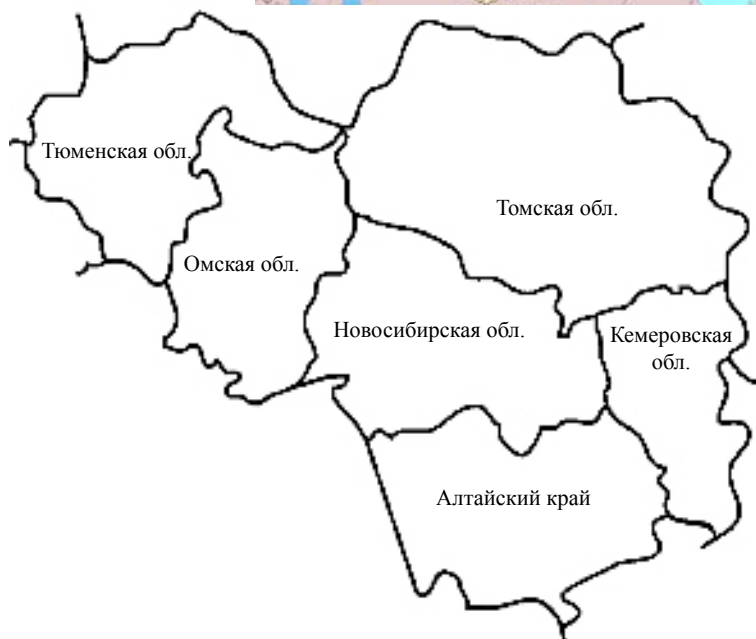 Тюменская обл.
Томская обл.
Омская обл.
Новосибирская обл.
Кемеровская
обл.
Алтайский край